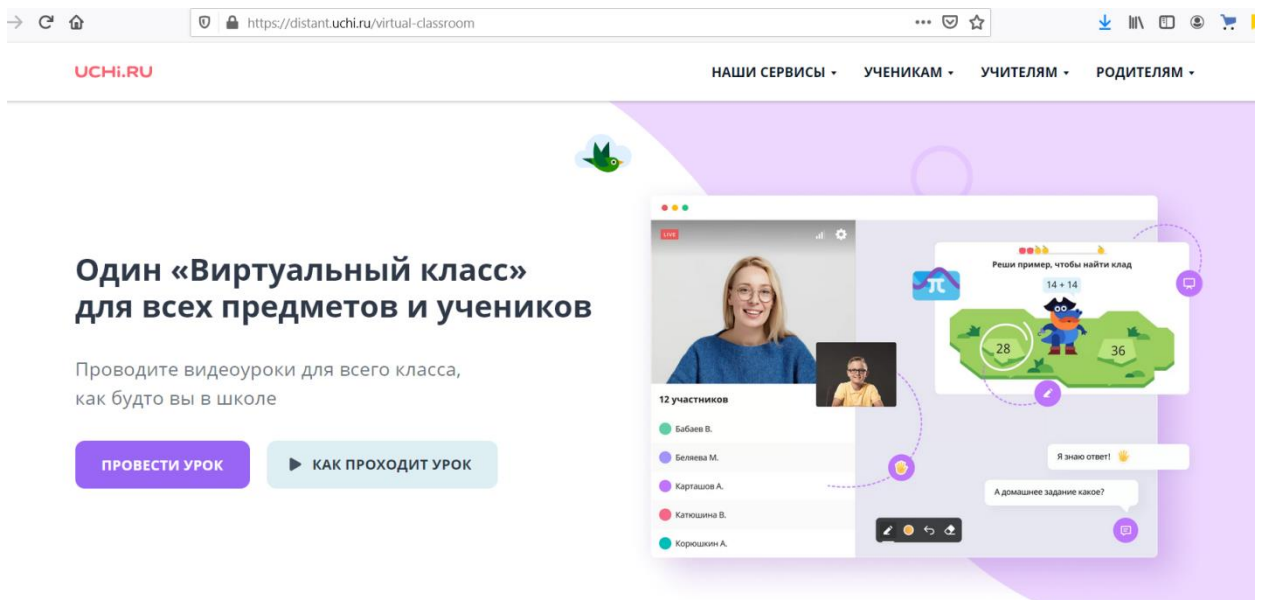 https://distant.uchi.ru/virtual-classroom
UCHi.RU
НАШИ СЕРВИСЫ
УЧЕНИКАМ
УЧИТЕЛЯМ
РОДИТЕЛЯМ
Один «Виртуальный класс»
для всех предметов и учеников
Проводите видеоуроки для всего класса,
как будто вы в школе
ПРОВЕСТИ УРОК
КАК ПРОХОДИТ УРОК
LIVE
12 участников
Бабаев В.
Беляева М.
Карташов А.
Катюшина В.
Корюшкин А.
π
Реши пример, чтобы найти клад
14 + 14
28
36
Я знаю ответ!
А домашнее задание какое?